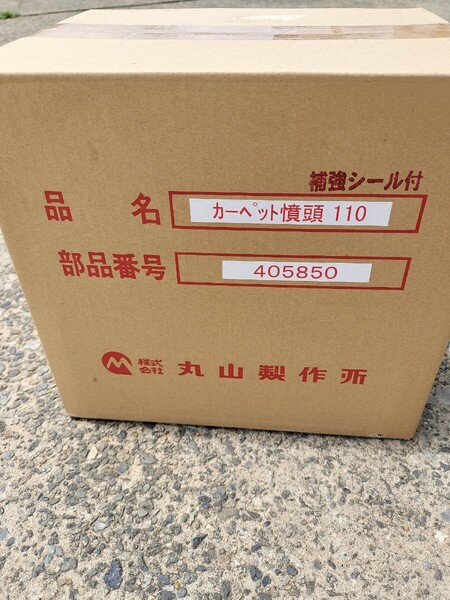 補強シール付
品名 カーペット憤頭 110
部品番号 405850
株式会社 丸山製作所